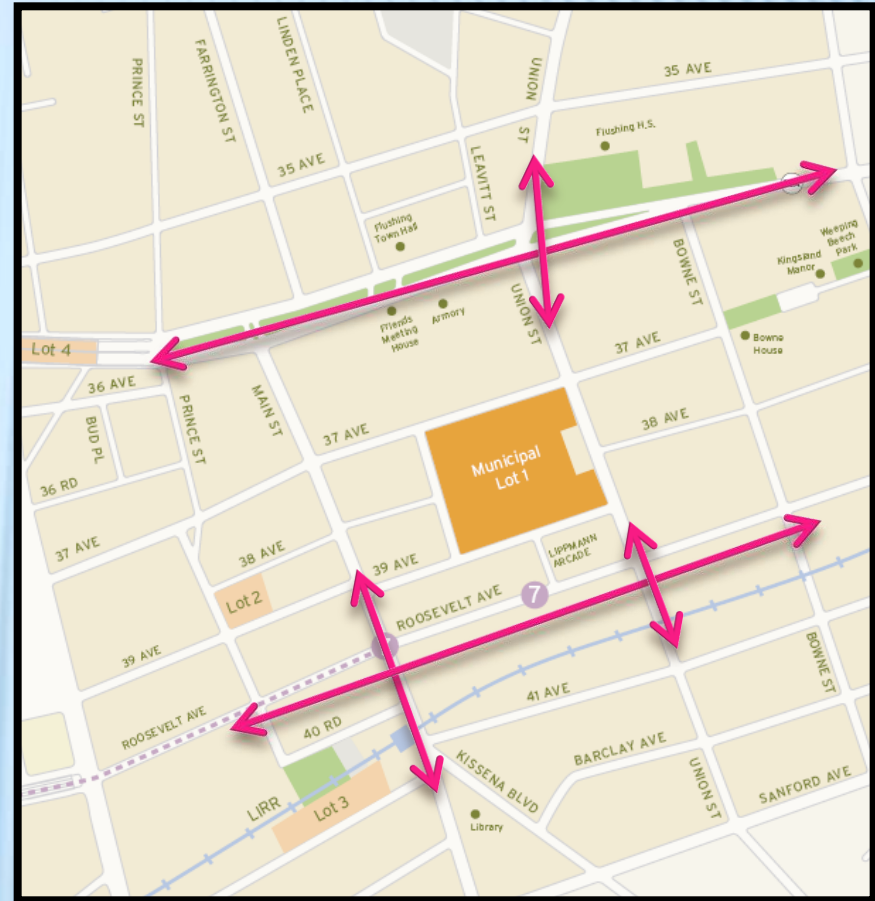 PRINCE ST
FARRINGTON ST
LINDEN PLACE
UNION
ST
35 AVE
Flushing H.S.
35 AVE
LEAVITT ST
Flushing
Town Hall
Weeping
Beech
Park
Kingsland
Manor
BOWNE ST
UNION ST
Armory
Friends
Meeting
House
Bowne
House
37 AVE
Lot 4
36 AVE
PRINCE ST
MAIN ST
BUD PL
37 AVE
38 AVE
Municipal
Lot 1
36 RD
37 AVE
38 AVE
39 AVE
LIPPMANN
ARCADE
Lot 2
ROOSEVELT AVE
7
39 AVE
BOWNE ST
ROOSEVELT AVE
40 RD
41 AVE
BARCLAY AVE
KISSENA BLVD
UNION ST
SANFORD AVE
LIRR
Lot 3
Library